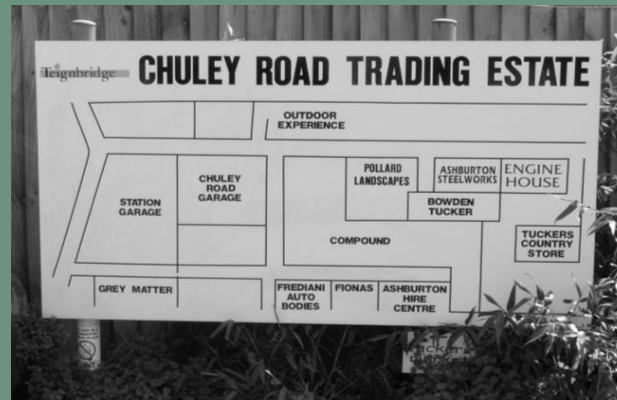 Teignbridge
CHULEY ROAD TRADING ESTATE
OUTDOOR
EXPERIENCE
STATION
GARAGE
CHULEY
ROAD
GARAGE
POLLARD
LANDSCAPES
ASHBURTON
STEELWORKS
ENGINE
HOUSE
BOWDEN
TUCKER
COMPOUND
TUCKERS
COUNTRY
STORE
GREY MATTER
FREDIANI
AUTO
BODIES
FIONAS
ASHBURTON
HIRE
CENTRE